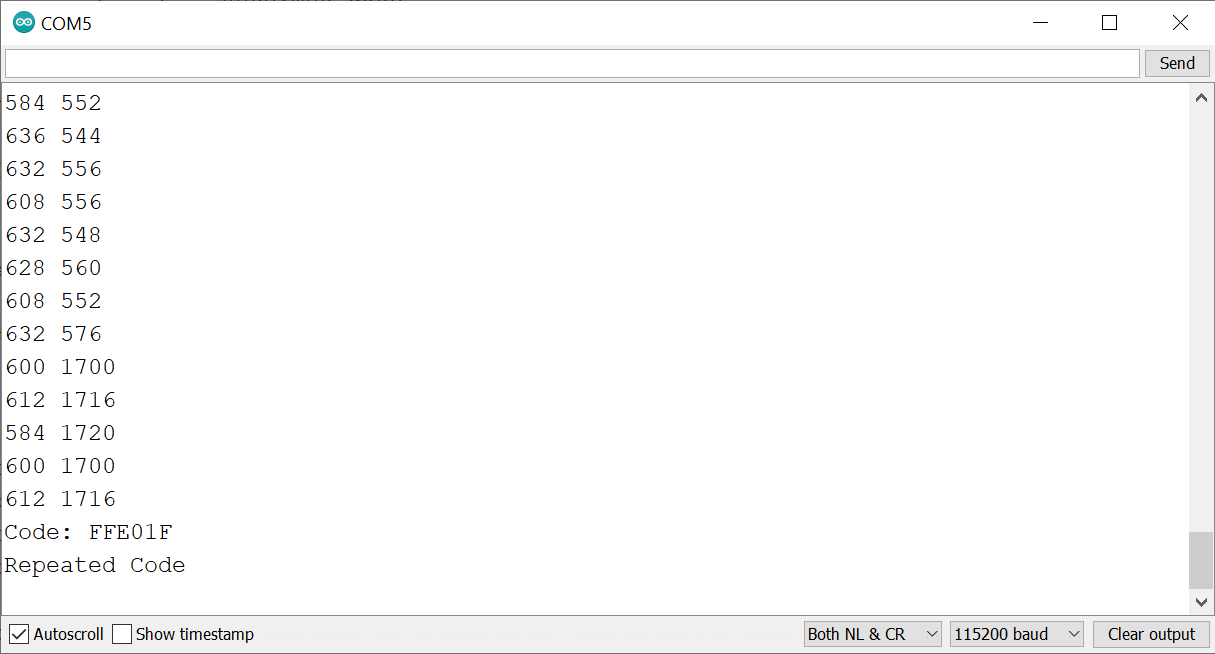 COM5
Send
584 552
636 544
632 556
608 556
632 548
628 560
608 552
632 576
600 1700
612 1716
584 1720
600 1700
612 1716
Code: FFE01F
Repeated Code
Autoscroll Show timestamp Both NL & CR 115200 baud Clear output